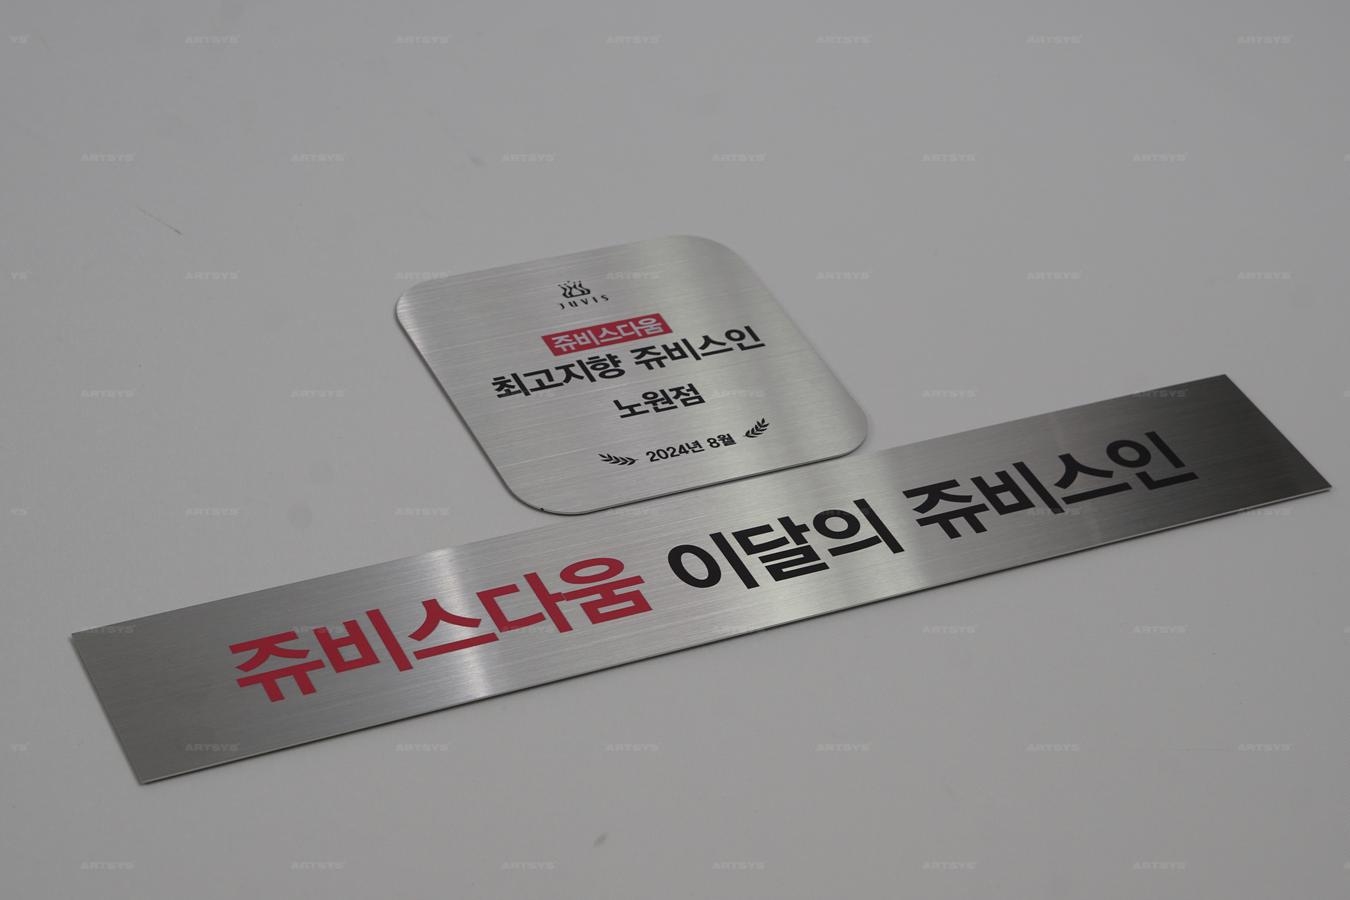 JUVIS
쥬비스다움
최고지향 쥬비스인
노원점
2024년 8월
쥬비스다움 이달의 쥬비스인
ARTSYS